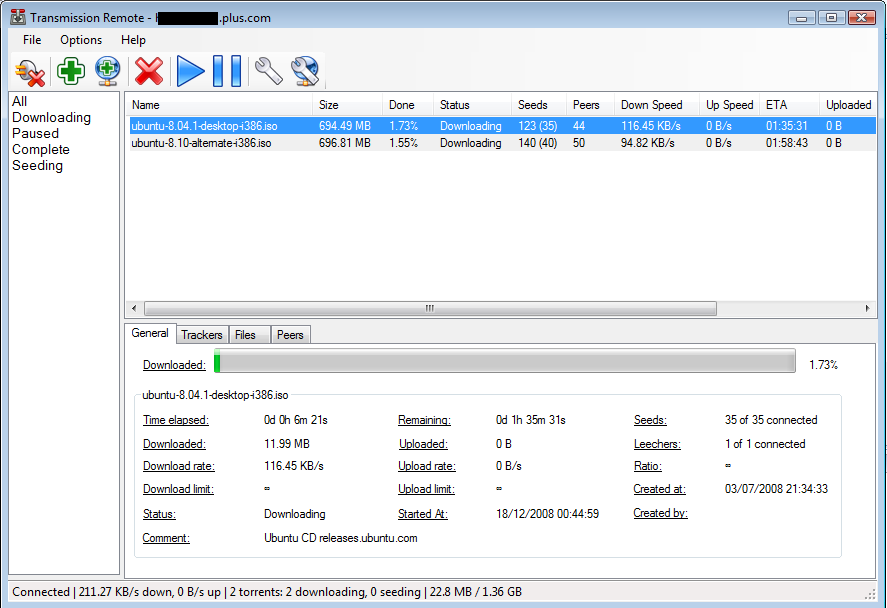 Transmission Remote - .plus.com
File Options Help
All
Downloading
Paused
Complete
Seeding
Name Size Done Status Seeds Peers Down Speed Up Speed ETA Uploaded
ubuntu-8.04.1-desktop-i386.iso 694.49 MB 1.73% Downloading 123 (35) 44 116.45 KB/s 0 B/s 01:35:31 0 B
ubuntu-8.10-alternate-i386.iso 696.81 MB 1.55% Downloading 140 (40) 50 94.82 KB/s 0 B/s 01:58:43 0 B
General Trackers Files Peers
Downloaded: 1.73%
ubuntu-8.04.1-desktop-i386.iso
Time elapsed: 0d 0h 6m 21s Remaining: 0d 1h 35m 31s Seeds: 35 of 35 connected
Downloaded: 11.99 MB Uploaded: 0 B Leechers: 1 of 1 connected
Download rate: 116.45 KB/s Upload rate: 0 B/s Ratio: ∞
Download limit: ∞ Upload limit: ∞ Created at: 03/07/2008 21:34:33
Status: Downloading Started At: 18/12/2008 00:44:59 Created by:
Comment: Ubuntu CD releases.ubuntu.com
Connected | 211.27 KB/s down, 0 B/s up | 2 torrents: 2 downloading, 0 seeding | 22.8 MB / 1.36 GB